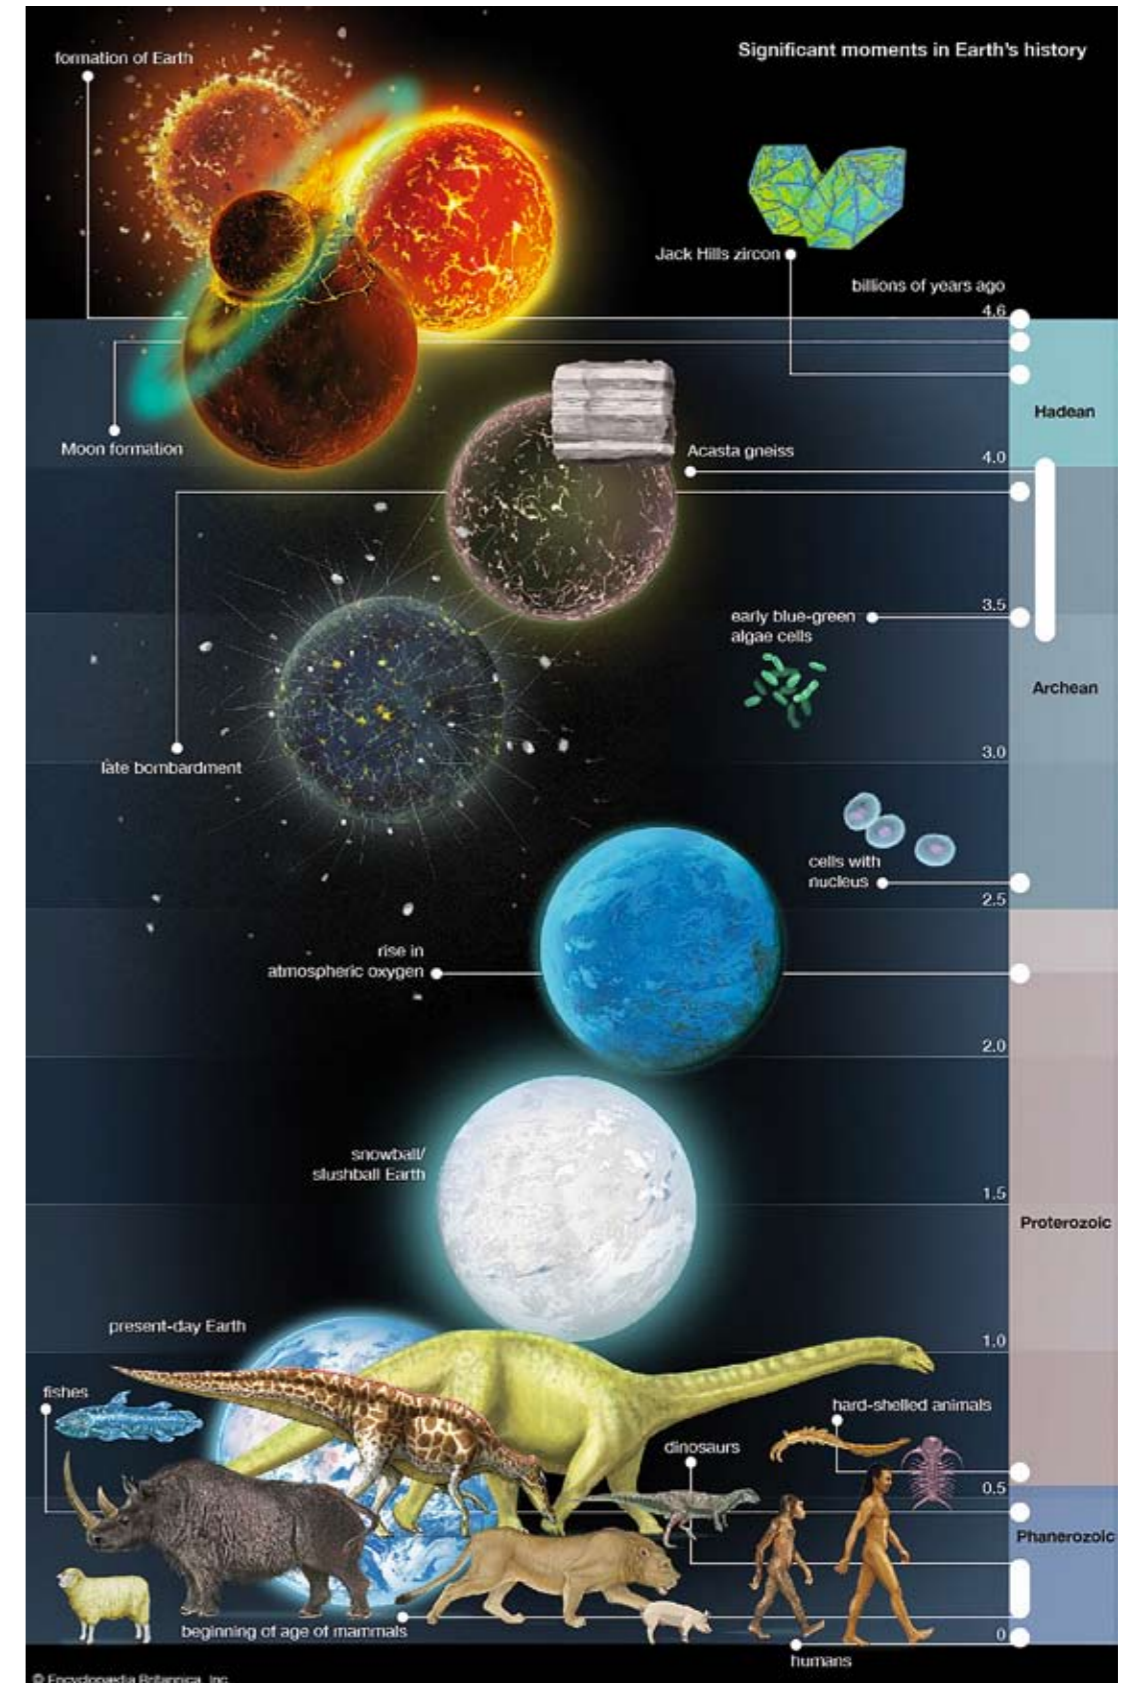 formation of Earth
Significant moments in Earth's history
Jack Hills zircon
billions of years ago
4.6
Hadean
Moon formation
Acasta gneiss
4.0
3.5
early blue-green
algae cells
Archean
3.0
late bombardment
cells with
nucleus
2.5
rise in
atmospheric oxygen
2.0
snowball/
slushball Earth
1.5
Proterozoic
present-day Earth
1.0
fishes
hard-shelled animals
dinosaurs
0.5
Phanerozoic
beginning of age of mammals
0
humans
© Encyclopædia Britannica, Inc.